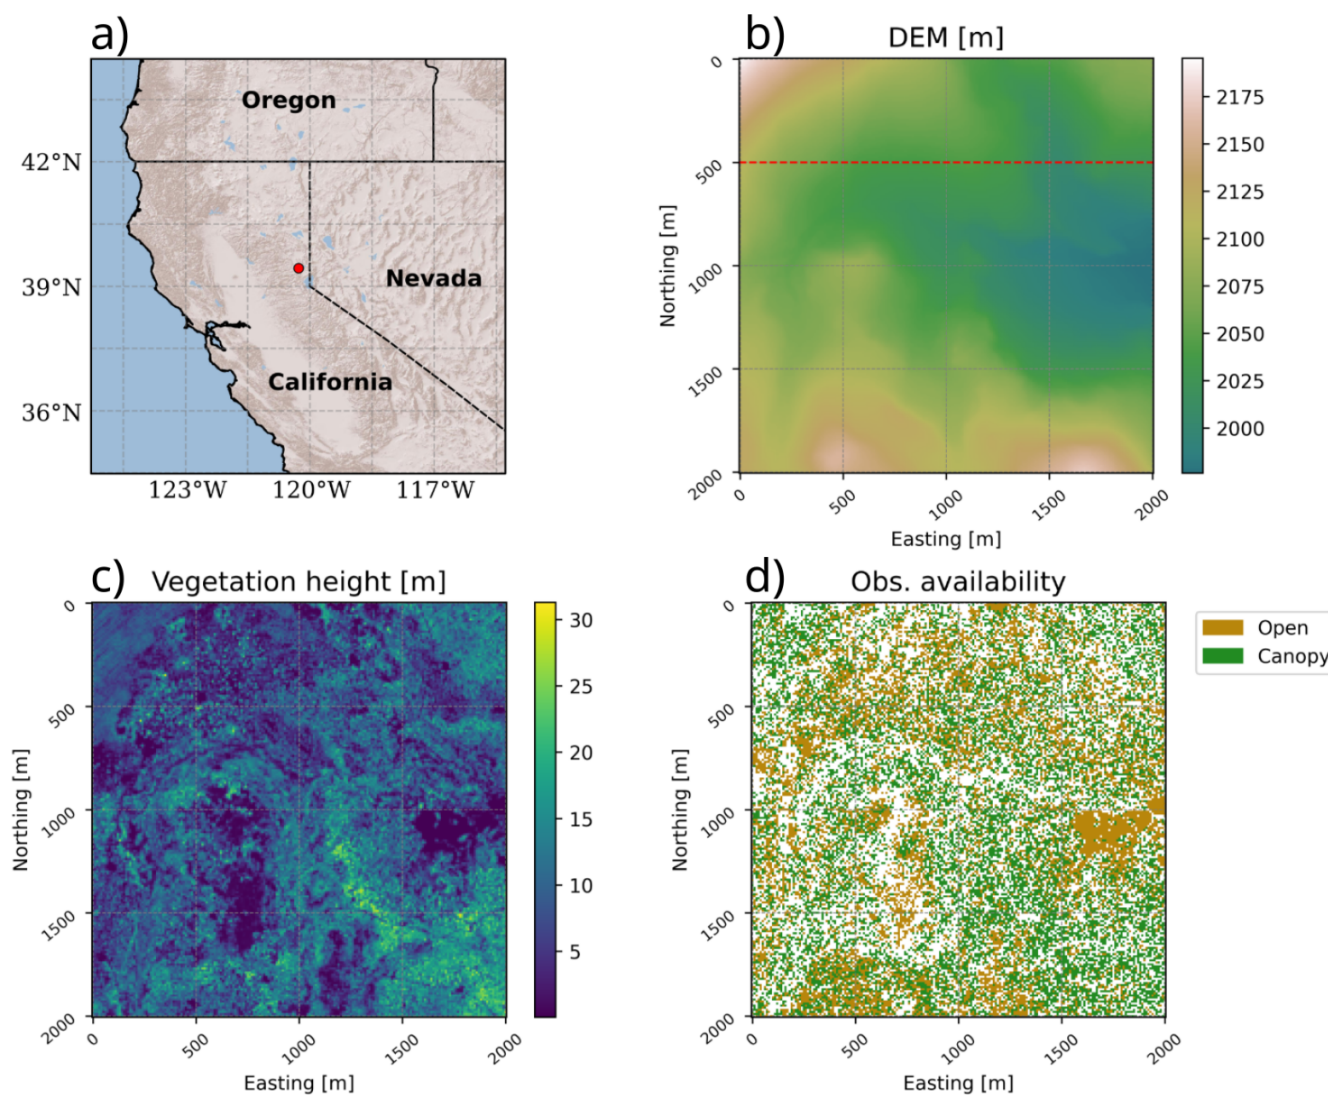 a)
Oregon
Nevada
California
42°N
39°N
36°N
123°W
120°W
117°W
b)
DEM [m]
0
500
1000
1500
2000
Northing [m]
0
500
1000
1500
2000
Easting [m]
2175
2150
2125
2100
2075
2050
2025
2000
c)
Vegetation height [m]
0
500
1000
1500
2000
Northing [m]
0
500
1000
1500
2000
Easting [m]
30
25
20
15
10
5
d)
Obs. availability
0
500
1000
1500
2000
Northing [m]
0
500
1000
1500
2000
Easting [m]
Open
Canopy